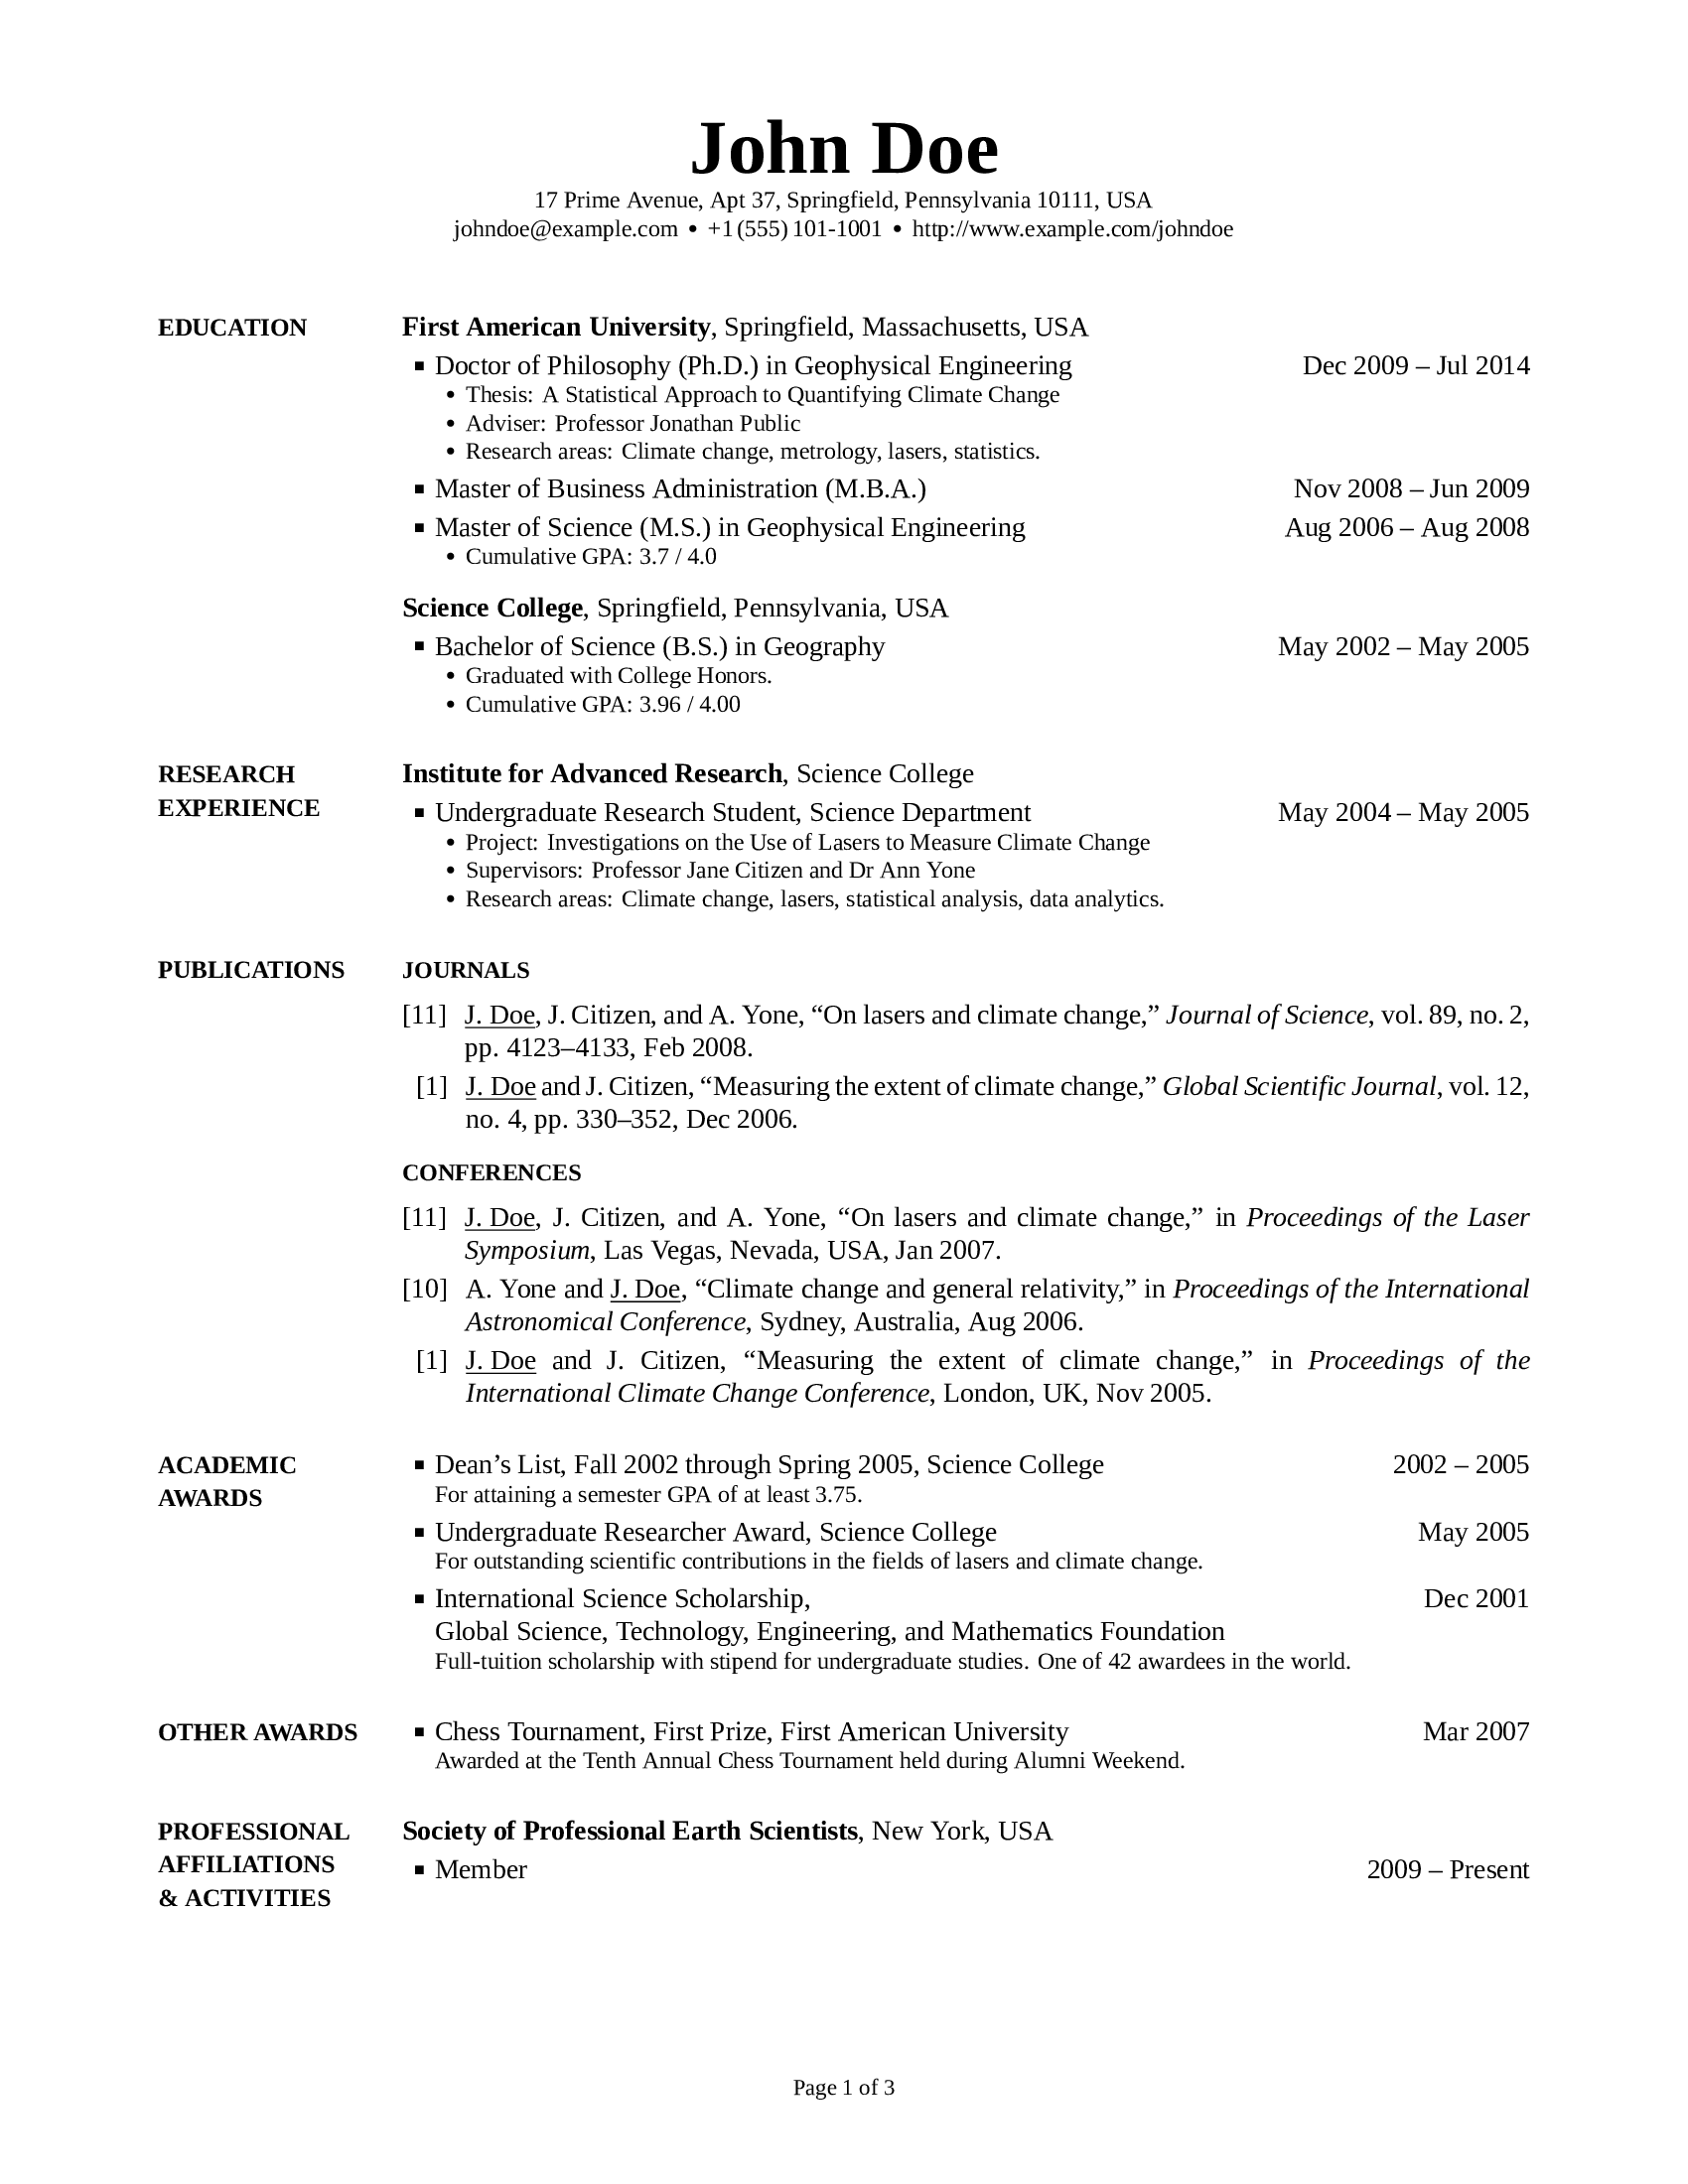 John Doe
17 Prime Avenue, Apt 37, Springfield, Pennsylvania 10111, USA
johndoe@example.com • +1 (555) 101-1001 • http://www.example.com/johndoe
EDUCATION
First American University, Springfield, Massachusetts, USA
▪ Doctor of Philosophy (Ph.D.) in Geophysical Engineering Dec 2009 – Jul 2014
• Thesis: A Statistical Approach to Quantifying Climate Change
• Adviser: Professor Jonathan Public
• Research areas: Climate change, metrology, lasers, statistics.
▪ Master of Business Administration (M.B.A.) Nov 2008 – Jun 2009
▪ Master of Science (M.S.) in Geophysical Engineering Aug 2006 – Aug 2008
• Cumulative GPA: 3.7 / 4.0
Science College, Springfield, Pennsylvania, USA
▪ Bachelor of Science (B.S.) in Geography May 2002 – May 2005
• Graduated with College Honors.
• Cumulative GPA: 3.96 / 4.00
RESEARCH
EXPERIENCE
Institute for Advanced Research, Science College
▪ Undergraduate Research Student, Science Department May 2004 – May 2005
• Project: Investigations on the Use of Lasers to Measure Climate Change
• Supervisors: Professor Jane Citizen and Dr Ann Yone
• Research areas: Climate change, lasers, statistical analysis, data analytics.
PUBLICATIONS
JOURNALS
[11] J. Doe, J. Citizen, and A. Yone, “On lasers and climate change,” Journal of Science, vol. 89, no. 2,
pp. 4123–4133, Feb 2008.
[1] J. Doe and J. Citizen, “Measuring the extent of climate change,” Global Scientific Journal, vol. 12,
no. 4, pp. 330–352, Dec 2006.
CONFERENCES
[11] J. Doe, J. Citizen, and A. Yone, “On lasers and climate change,” in Proceedings of the Laser
Symposium, Las Vegas, Nevada, USA, Jan 2007.
[10] A. Yone and J. Doe, “Climate change and general relativity,” in Proceedings of the International
Astronomical Conference, Sydney, Australia, Aug 2006.
[1] J. Doe and J. Citizen, “Measuring the extent of climate change,” in Proceedings of the
International Climate Change Conference, London, UK, Nov 2005.
ACADEMIC
AWARDS
▪ Dean’s List, Fall 2002 through Spring 2005, Science College 2002 – 2005
For attaining a semester GPA of at least 3.75.
▪ Undergraduate Researcher Award, Science College May 2005
For outstanding scientific contributions in the fields of lasers and climate change.
▪ International Science Scholarship, Dec 2001
Global Science, Technology, Engineering, and Mathematics Foundation
Full-tuition scholarship with stipend for undergraduate studies. One of 42 awardees in the world.
OTHER AWARDS
▪ Chess Tournament, First Prize, First American University Mar 2007
Awarded at the Tenth Annual Chess Tournament held during Alumni Weekend.
PROFESSIONAL
AFFILIATIONS
& ACTIVITIES
Society of Professional Earth Scientists, New York, USA
▪ Member 2009 – Present
Page 1 of 3